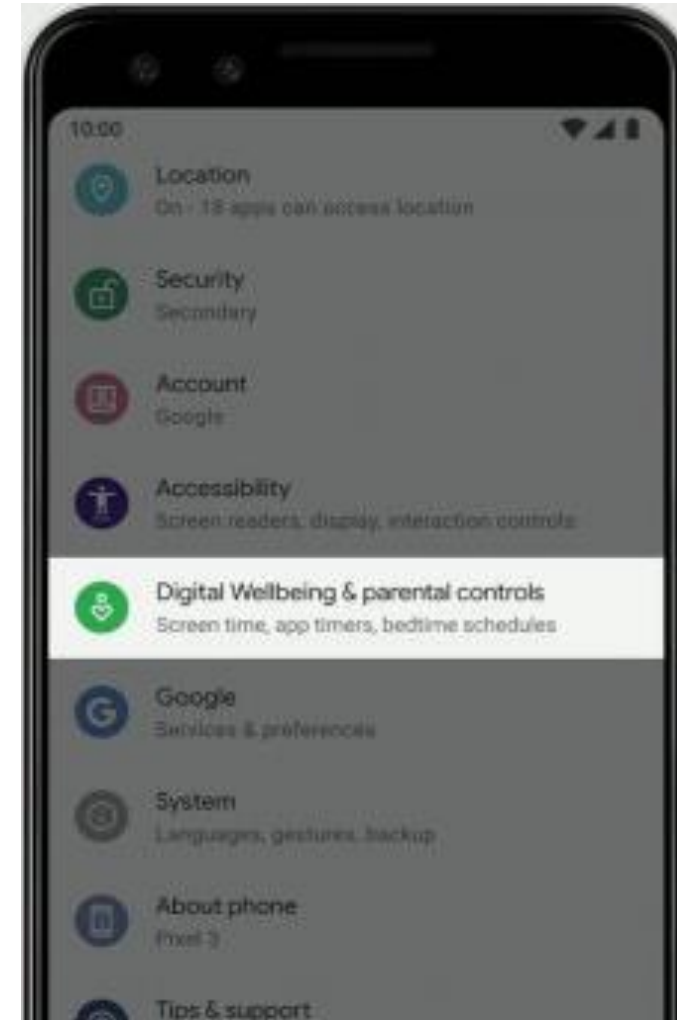 10:00
Location
On - 18 apps can access location
Security
Secondary
Account
Google
Accessibility
Screen readers, display, interaction controls
Digital Wellbeing & parental controls
Screen time, app timers, bedtime schedules
Google
Services & preferences
System
Languages, gestures, backup
About phone
Pixel 3
Tips & support